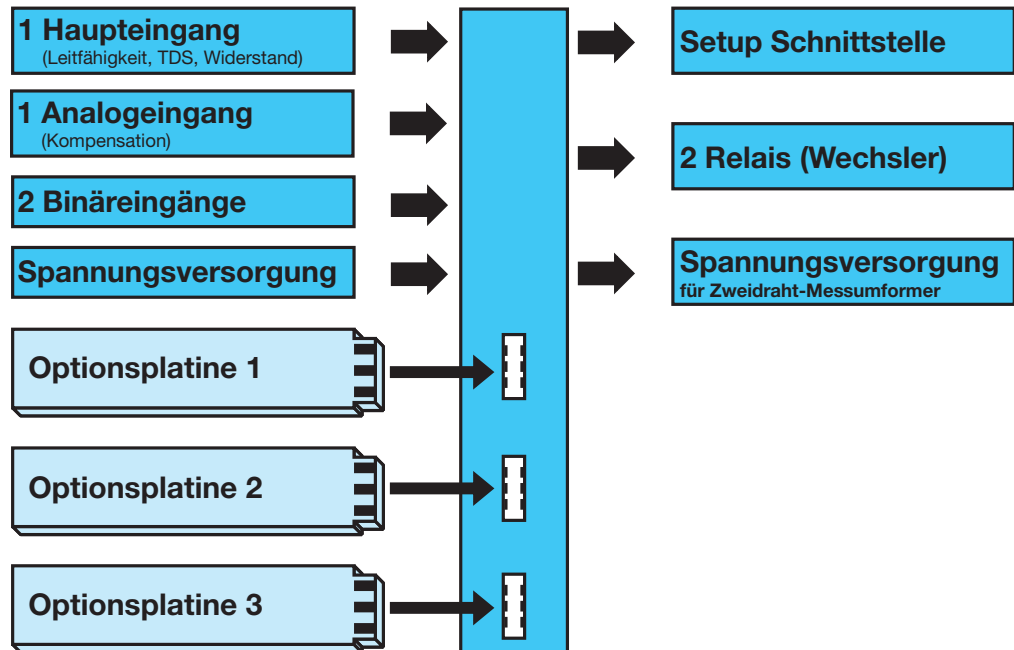 1 Haupteingang
(Leitfähigkeit, TDS, Widerstand)
1 Analogeingang
(Kompensation)
2 Binäreingänge
Spannungsversorgung
Optionsplatine 1
Optionsplatine 2
Optionsplatine 3
Setup Schnittstelle
2 Relais (Wechsler)
Spannungsversorgung
für Zweidraht-Messumformer